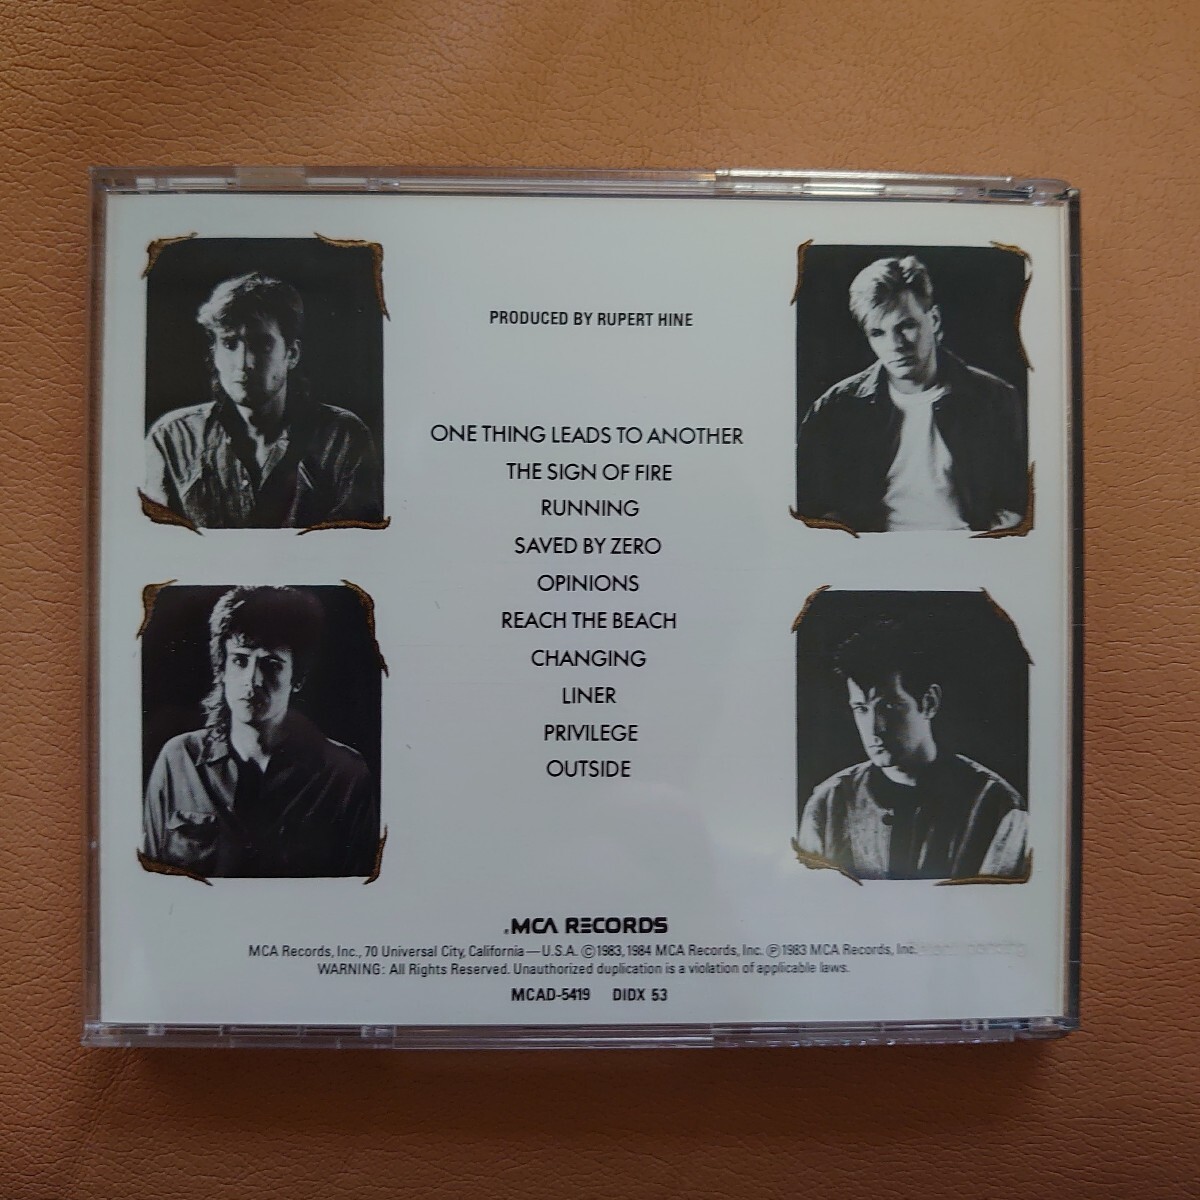 PRODUCED BY RUPERT HINE
ONE THING LEADS TO ANOTHER
THE SIGN OF FIRE
RUNNING
SAVED BY ZERO
OPINIONS
REACH THE BEACH
CHANGING
LINER
PRIVILEGE
OUTSIDE
MCA RECORDS
MCA Records, Inc., 70 Universal City, California—U.S.A. ©1983, 1984 MCA Records, Inc. ℗1983 MCA Records, Inc.
WARNING: All Rights Reserved. Unauthorized duplication is a violation of applicable laws.
MCAD-5419 DIDX 53